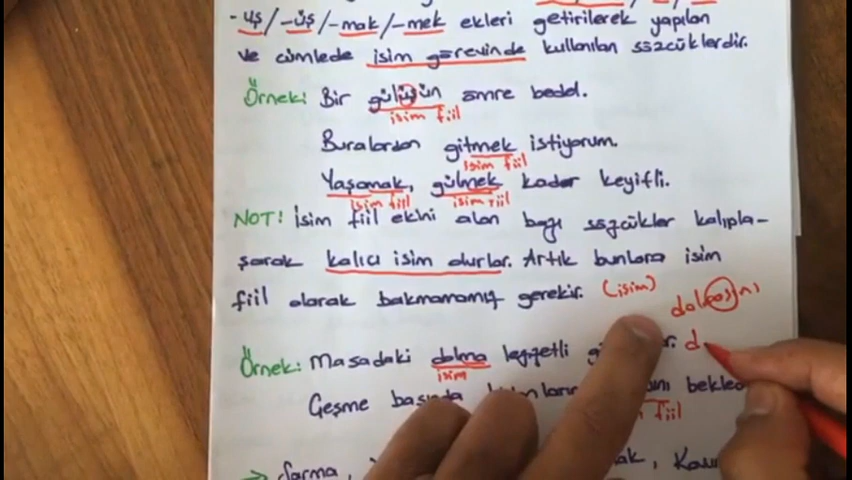 -uş/-üş/-mak/-mek ekleri getirilerek yapılan
ve cümlede isim görevinde kullanılan sözcüklerdir.
Örnek: Bir gülüşün ömre bedel.
isim fiil
Buralardan gitmek istiyorum.
isim fiil
Yaşamak, gülmek kadar keyifli.
isim fiil isim fiil
NOT! İsim fiil ekini alan bazı sözcükler kalıpla-
şarak kalıcı isim olurlar. Artık bunlara isim
fiil olarak bakmamamız gerekir. (isim)
Örnek: Masadaki dolma lezzetli d
isim
Çeşme
fiil
→ Sarma,